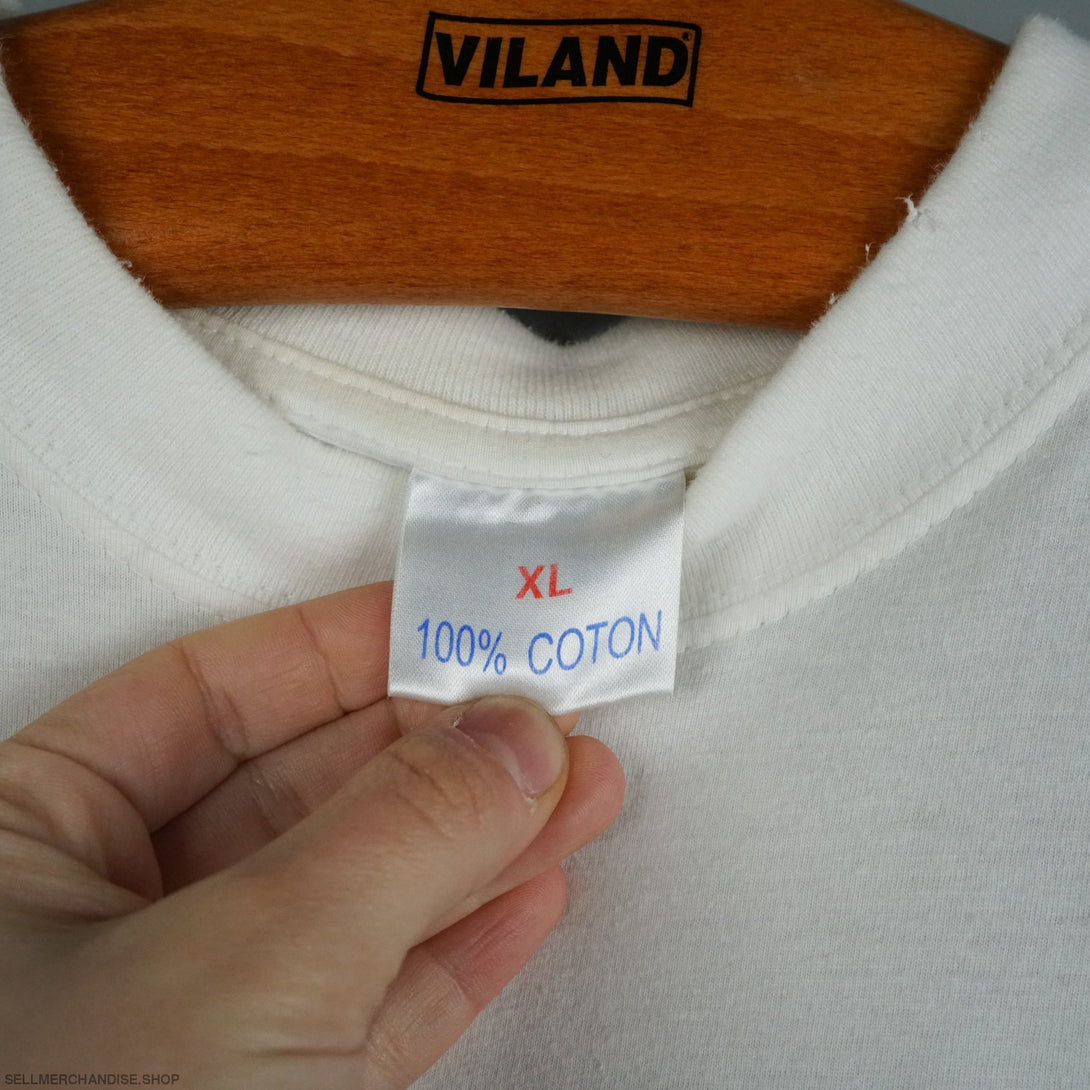 VILAND®
XL
100% COTON
SELLMERCHANDISE.SHOP